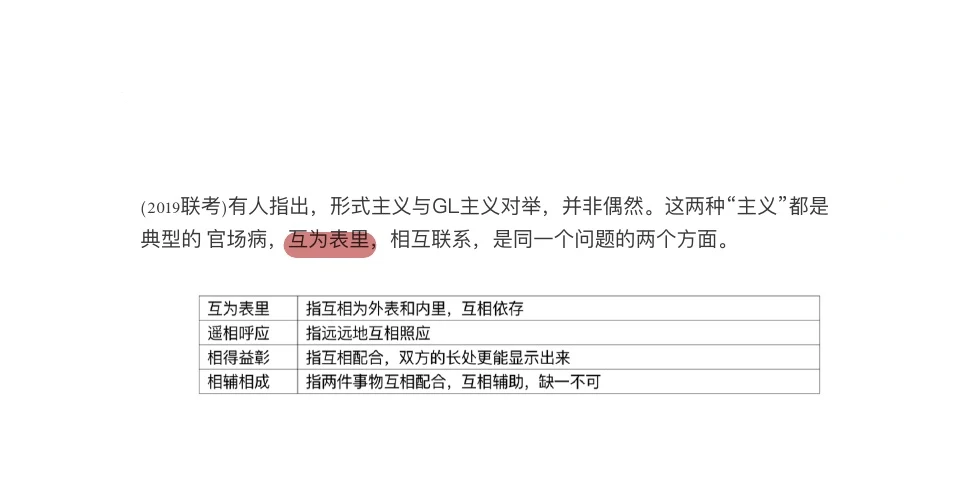 (2019联考)有人指出，形式主义与GL主义对举，并非偶然。这两种“主义”都是
典型的 官场病，互为表里，相互联系，是同一个问题的两个方面。
互为表里 指互相为外表和内里，互相依存
遥相呼应 指远远地互相照应
相得益彰 指互相配合，双方的长处更能显示出来
相辅相成 指两件事物互相配合，互相辅助，缺一不可